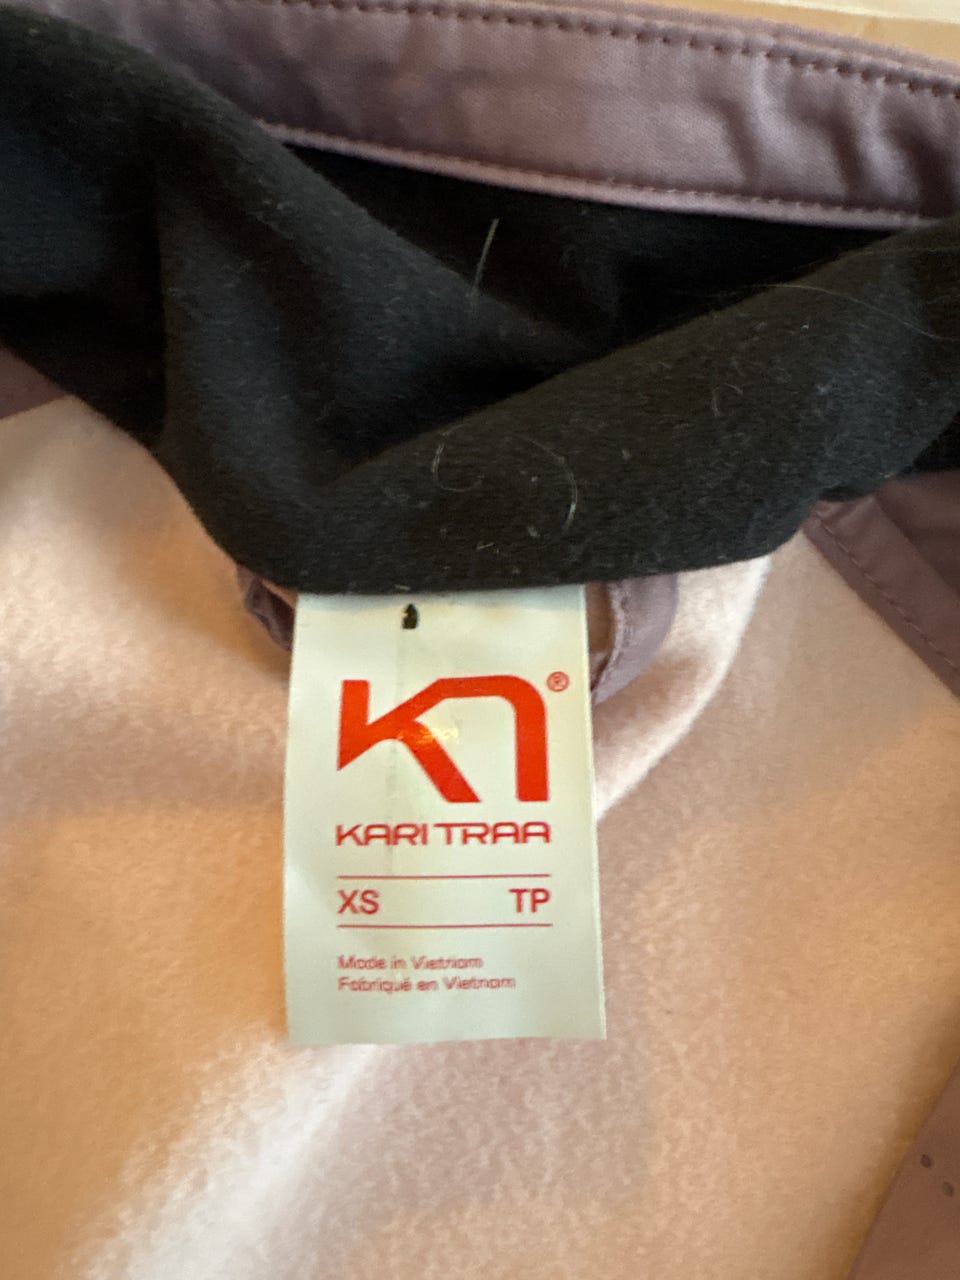 KARI TRAA
XS TP
Made in Vietnam
Fabriqué en Vietnam